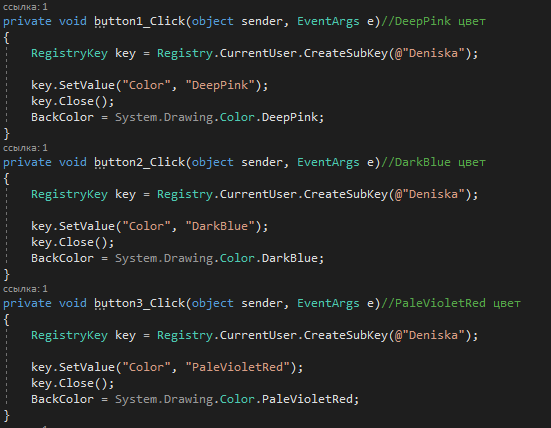 ссылка: 1
private void button1_Click(object sender, EventArgs e)//DeepPink цвет
{
RegistryKey key = Registry.CurrentUser.CreateSubKey(@"Deniska");
key.SetValue("Color", "DeepPink");
key.Close();
BackColor = System.Drawing.Color.DeepPink;
}
ссылка: 1
private void button2_Click(object sender, EventArgs e)//DarkBlue цвет
{
RegistryKey key = Registry.CurrentUser.CreateSubKey(@"Deniska");
key.SetValue("Color", "DarkBlue");
key.Close();
BackColor = System.Drawing.Color.DarkBlue;
}
ссылка: 1
private void button3_Click(object sender, EventArgs e)//PaleVioletRed цвет
{
RegistryKey key = Registry.CurrentUser.CreateSubKey(@"Deniska");
key.SetValue("Color", "PaleVioletRed");
key.Close();
BackColor = System.Drawing.Color.PaleVioletRed;
}